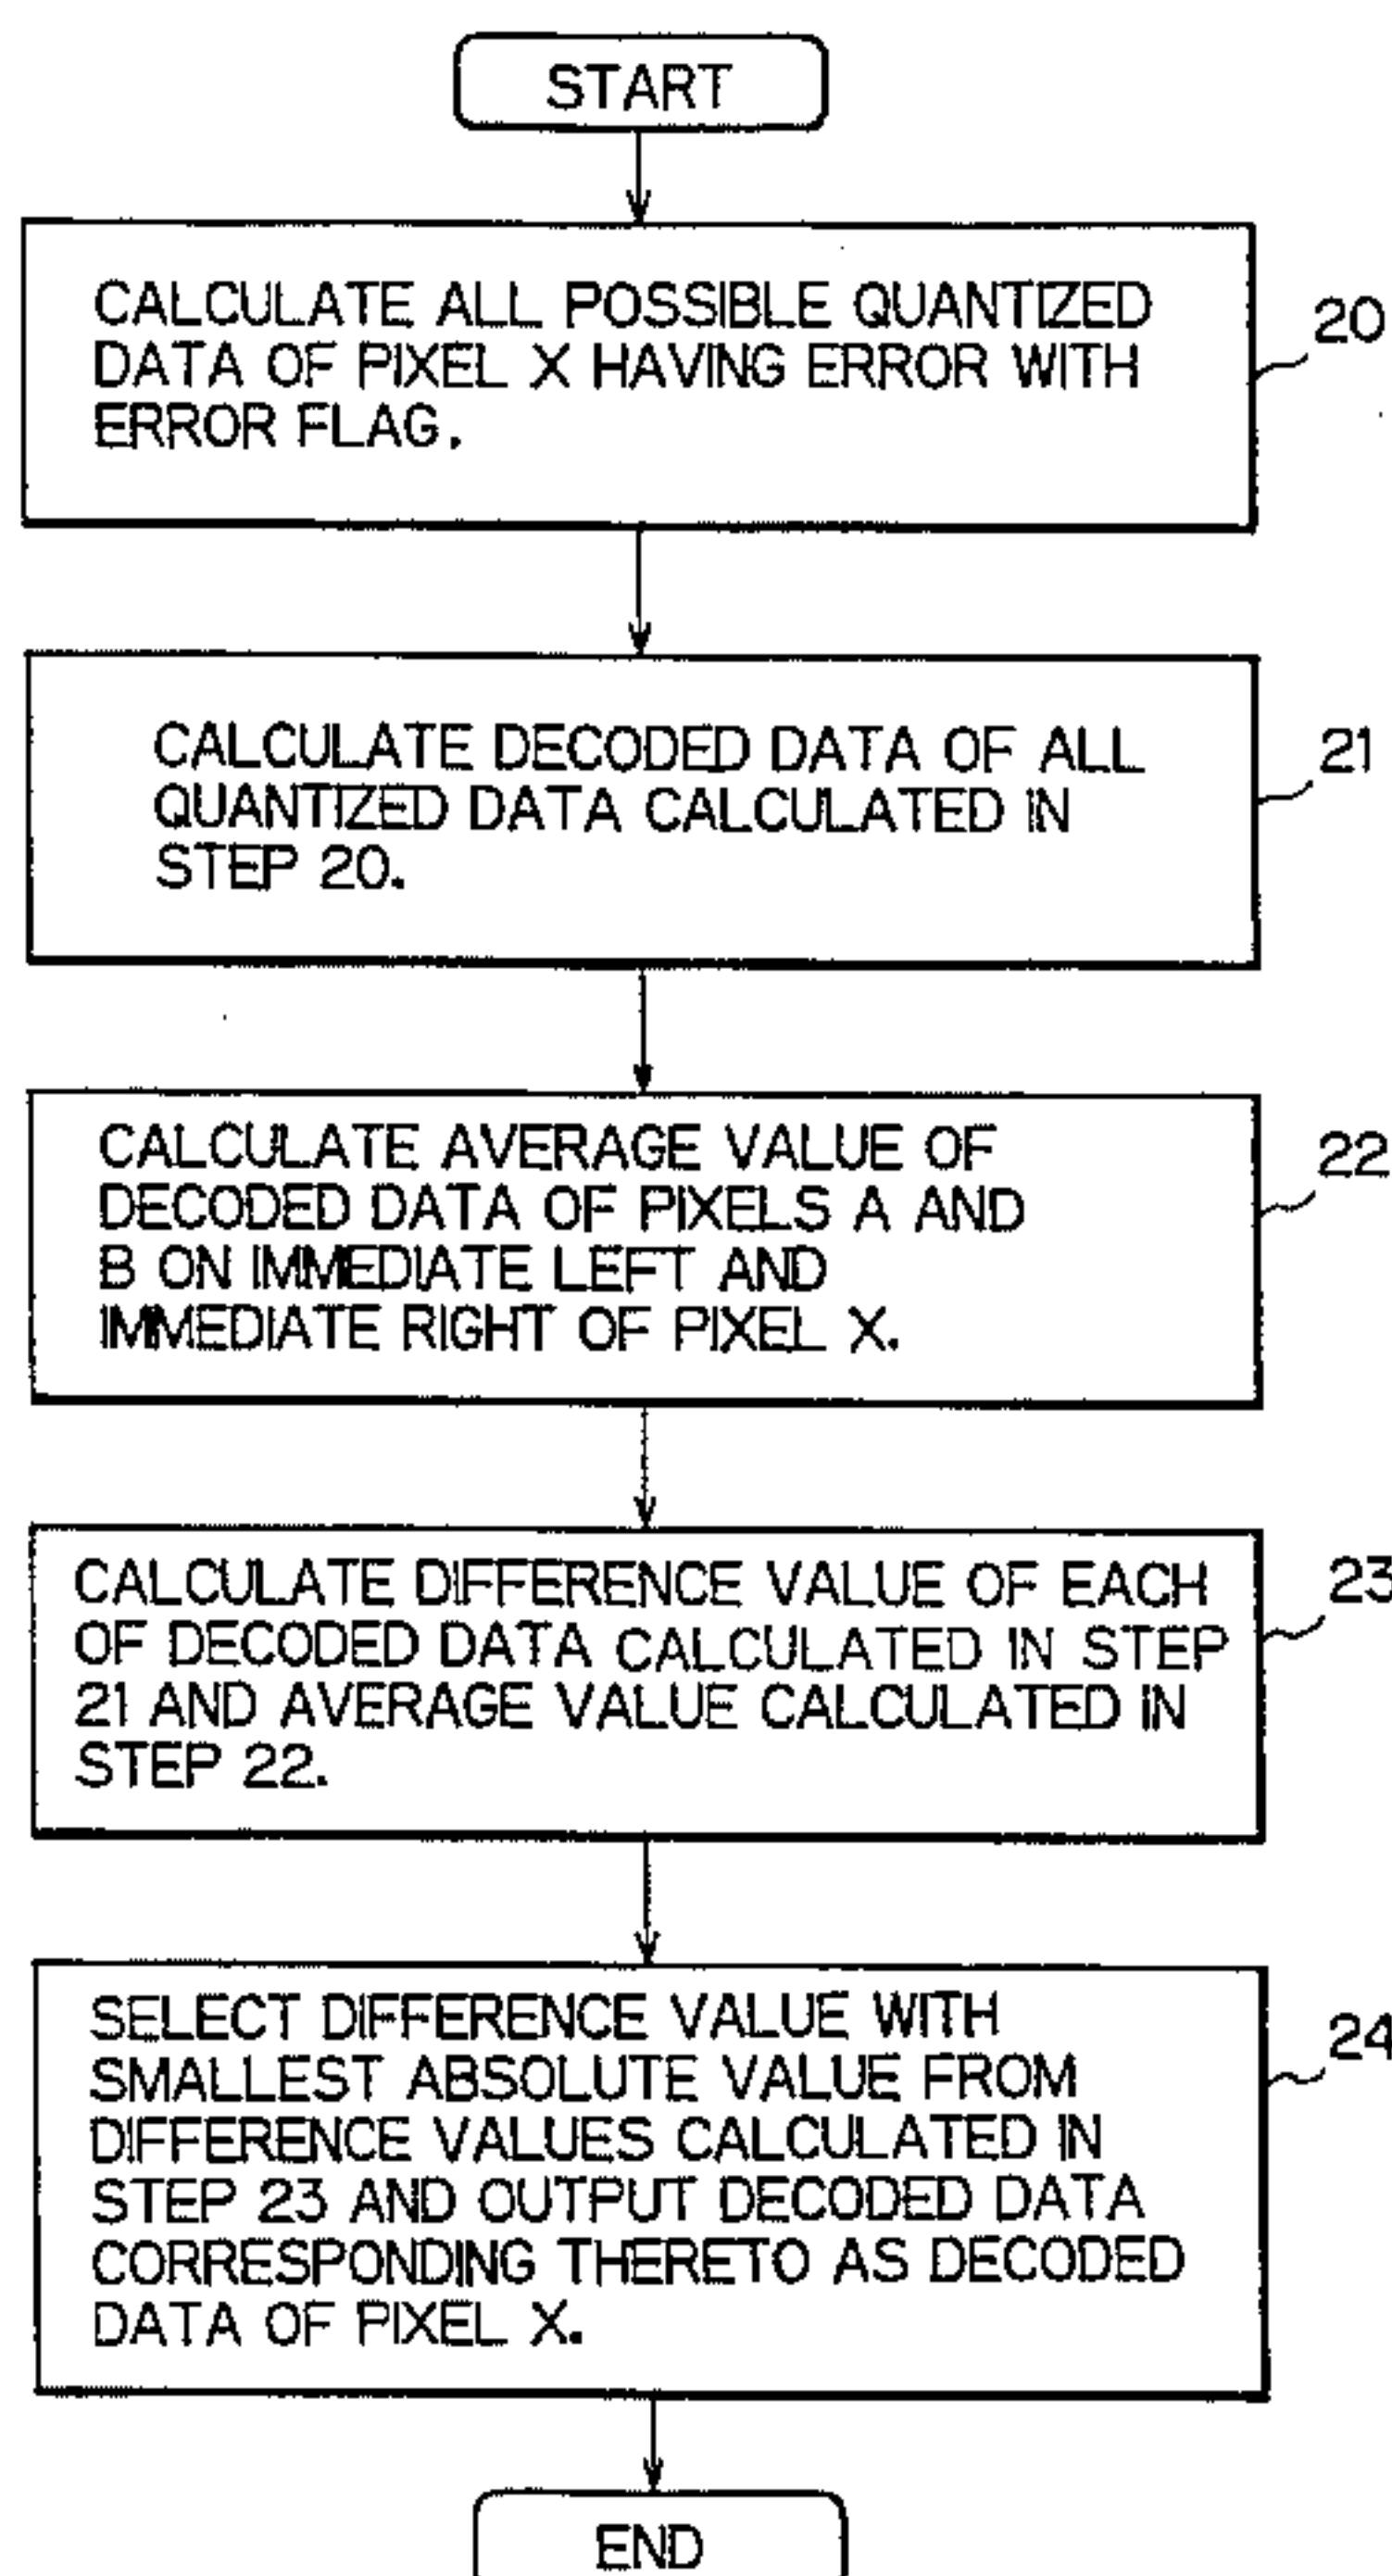 START
CALCULATE ALL POSSIBLE QUANTIZED
DATA OF PIXEL X HAVING ERROR WITH
ERROR FLAG.
20
CALCULATE DECODED DATA OF ALL
QUANTIZED DATA CALCULATED IN
STEP 20.
21
CALCULATE AVERAGE VALUE OF
DECODED DATA OF PIXELS A AND
B ON IMMEDIATE LEFT AND
IMMEDIATE RIGHT OF PIXEL X.
22
CALCULATE DIFFERENCE VALUE OF EACH
OF DECODED DATA CALCULATED IN STEP
21 AND AVERAGE VALUE CALCULATED IN
STEP 22.
23
SELECT DIFFERENCE VALUE WITH
SMALLEST ABSOLUTE VALUE FROM
DIFFERENCE VALUES CALCULATED IN
STEP 23 AND OUTPUT DECODED DATA
CORRESPONDING THERETO AS DECODED
DATA OF PIXEL X.
24
END